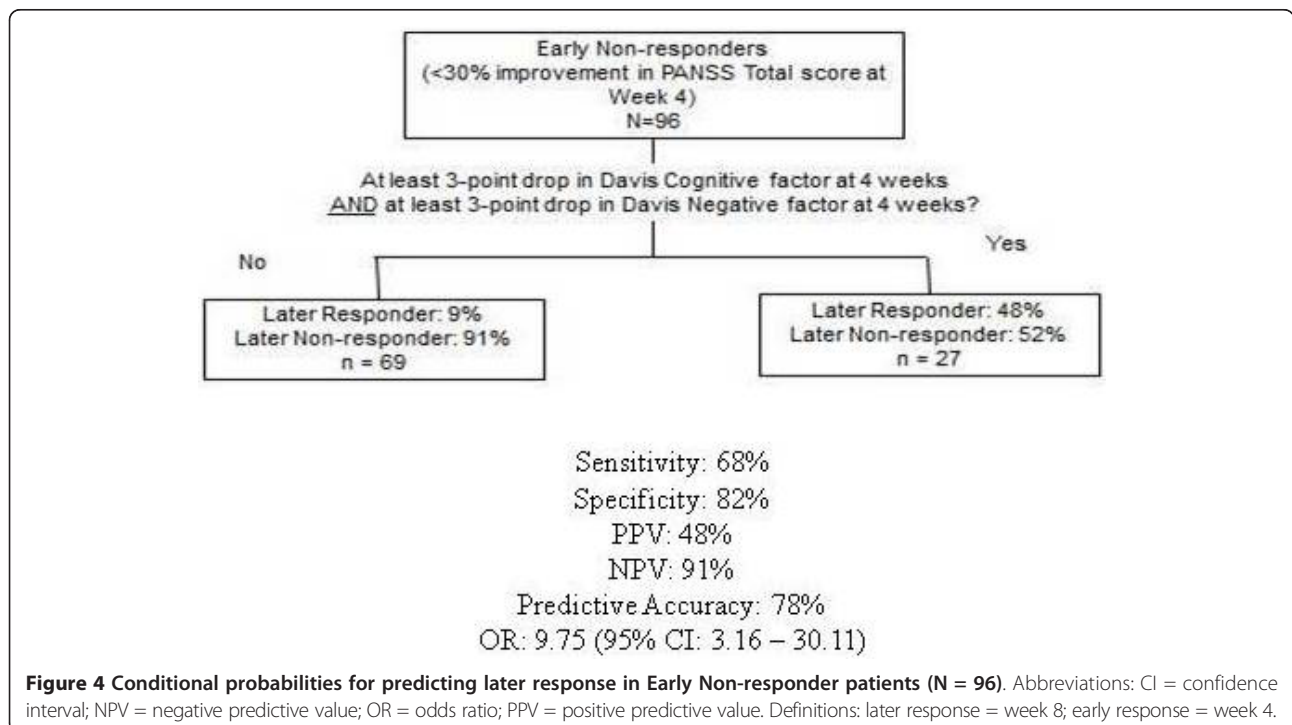 Early Non-responders
(<30% improvement in PANSS Total score at
Week 4)
N=96
At least 3-point drop in Davis Cognitive factor at 4 weeks
AND at least 3-point drop in Davis Negative factor at 4 weeks?
No
Yes
Later Responder: 9%
Later Non-responder: 91%
n = 69
Later Responder: 48%
Later Non-responder: 52%
n = 27
Sensitivity: 68%
Specificity: 82%
PPV: 48%
NPV: 91%
Predictive Accuracy: 78%
OR: 9.75 (95% CI: 3.16 – 30.11)
Figure 4 Conditional probabilities for predicting later response in Early Non-responder patients (N = 96). Abbreviations: CI = confidence
interval; NPV = negative predictive value; OR = odds ratio; PPV = positive predictive value. Definitions: later response = week 8; early response = week 4.